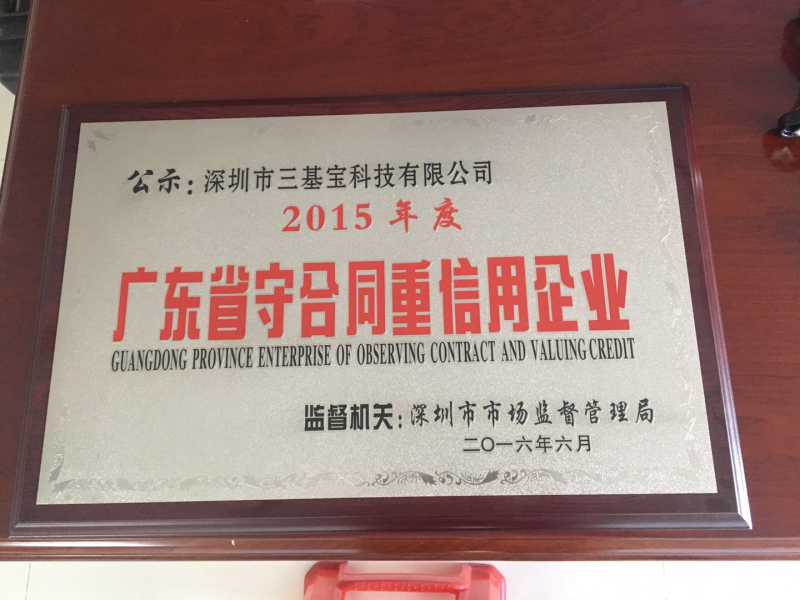 公示：深圳市三基宝科技有限公司
2015年度
广东省守合同重信用企业
GUANGDONG PROVINCE ENTERPRISE OF OBSERVING CONTRACT AND VALUING CREDIT
监督机关：深圳市市场监督管理局
二〇一六年六月